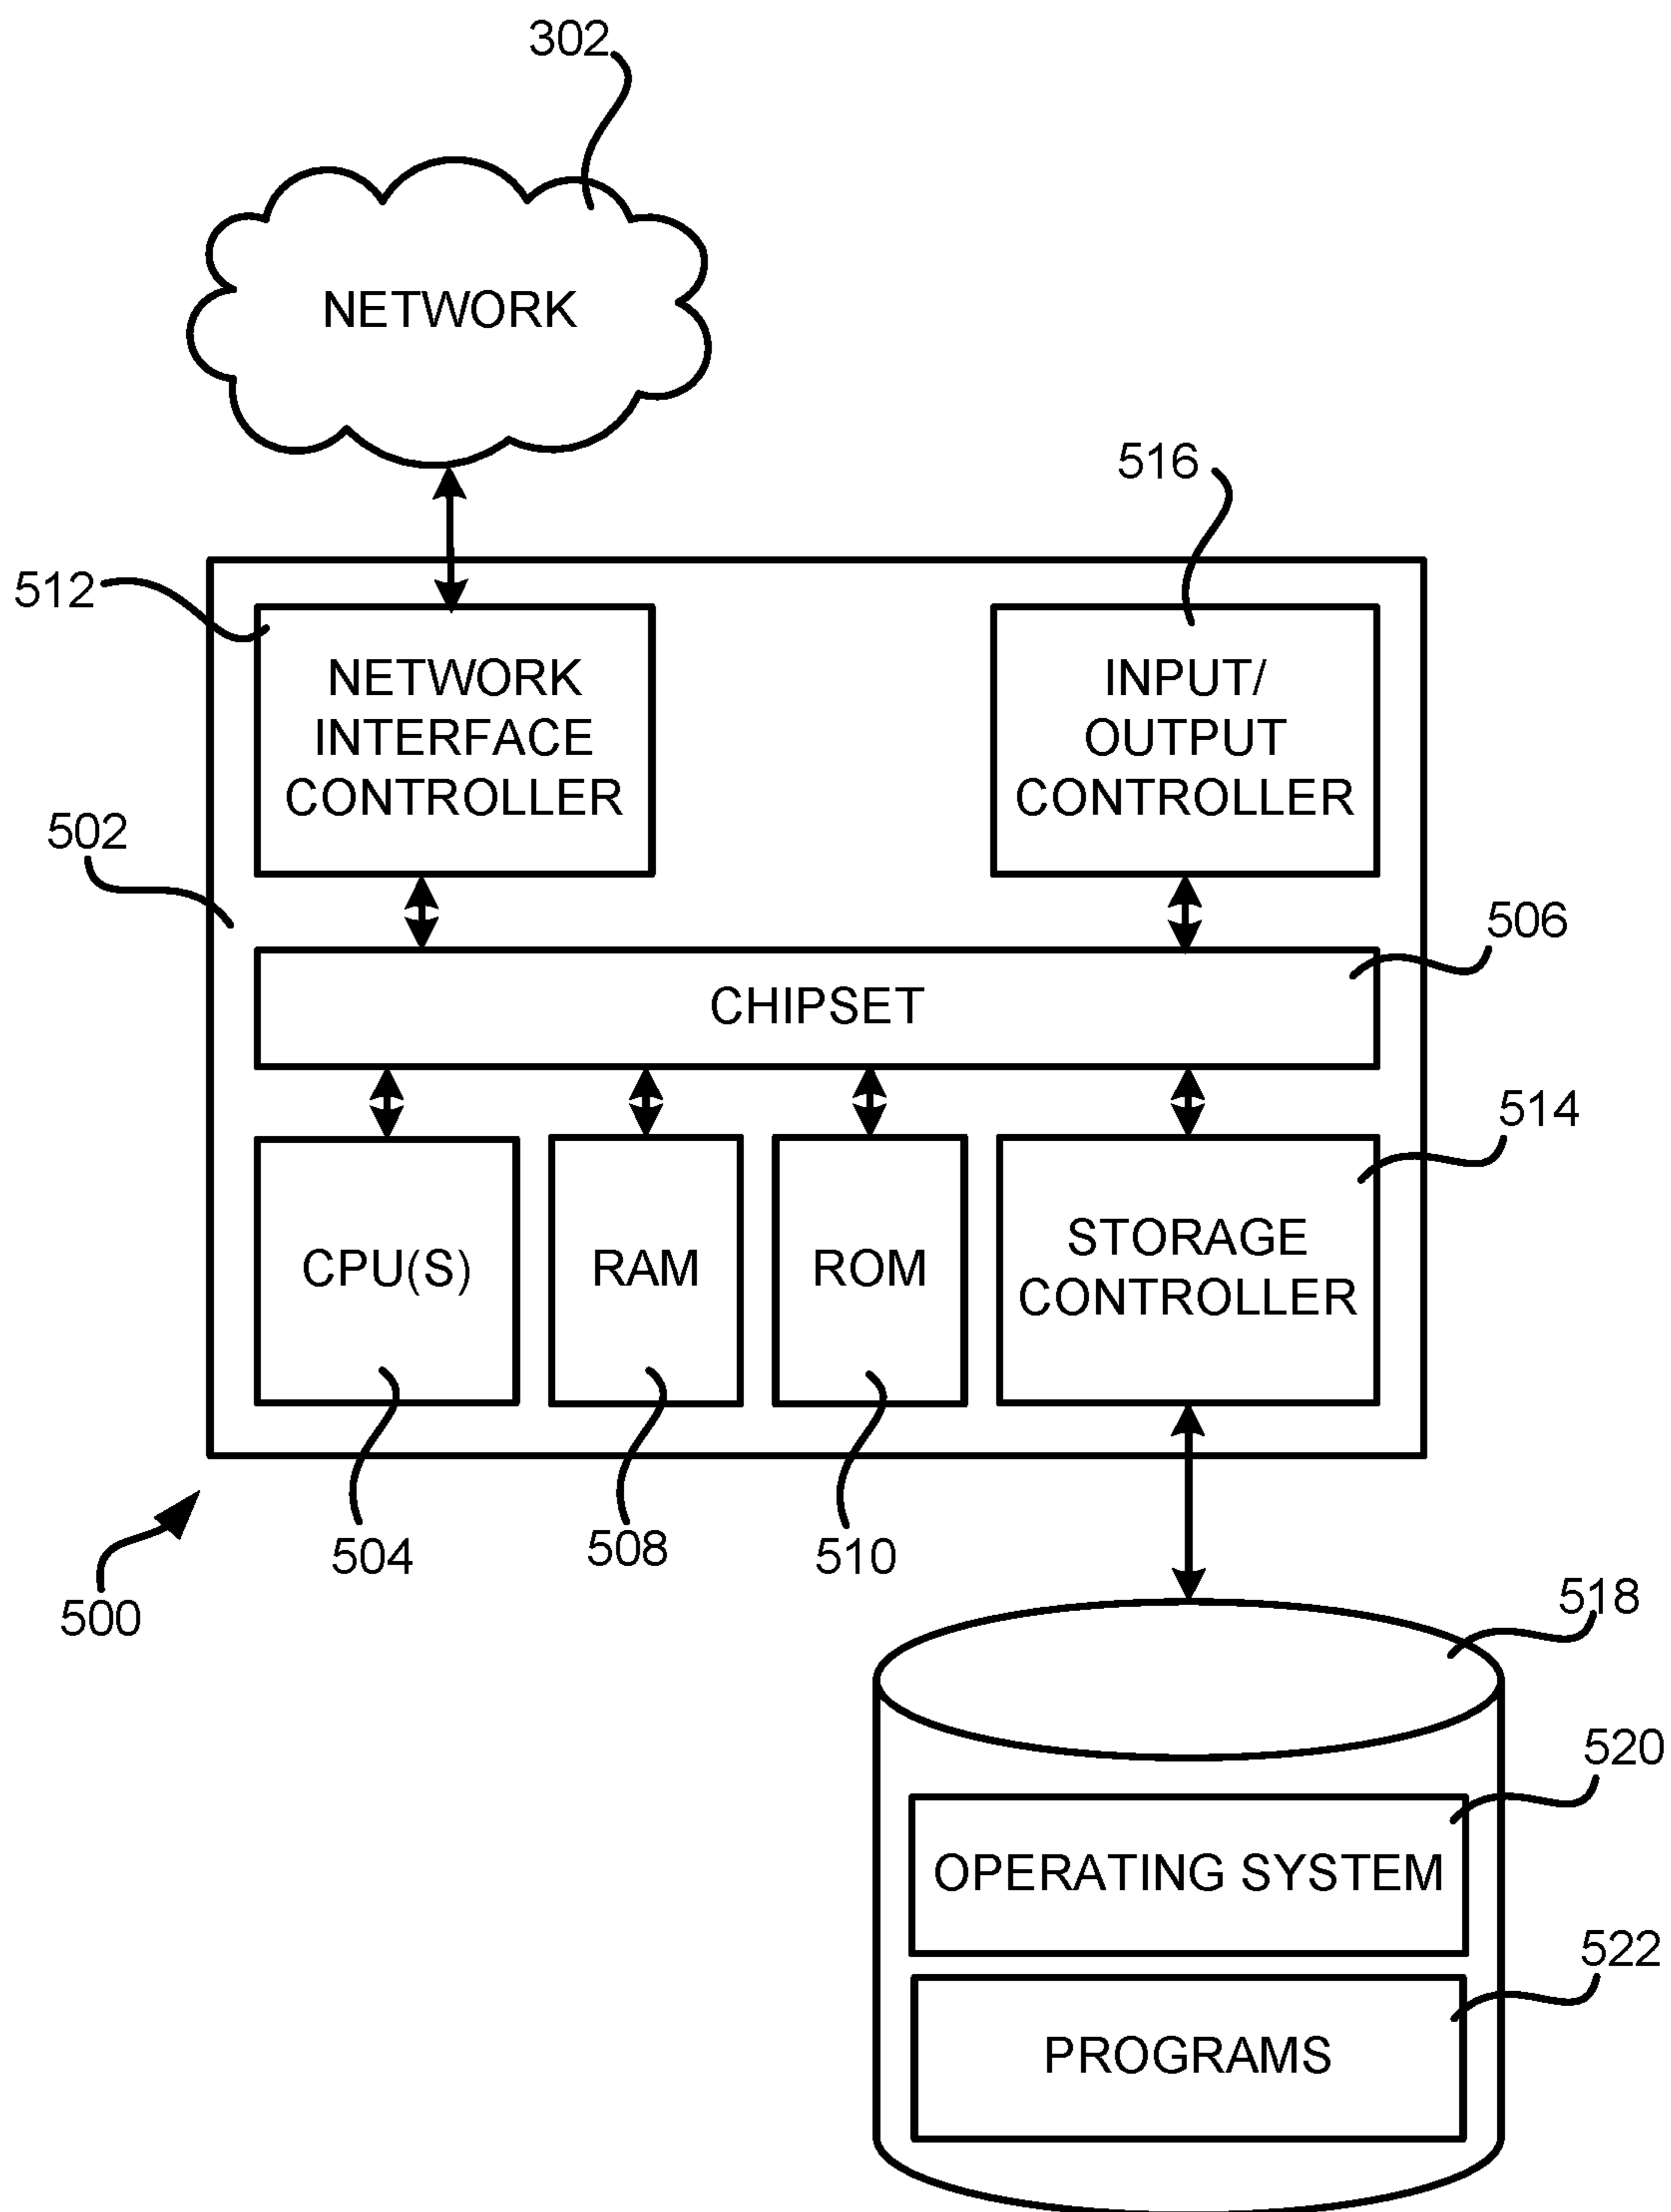 302
NETWORK
516
512
NETWORK
INTERFACE
CONTROLLER
INPUT/
OUTPUT
CONTROLLER
502
506
CHIPSET
514
CPU(S)
RAM
ROM
STORAGE
CONTROLLER
504
508
510
500
518
520
OPERATING SYSTEM
522
PROGRAMS